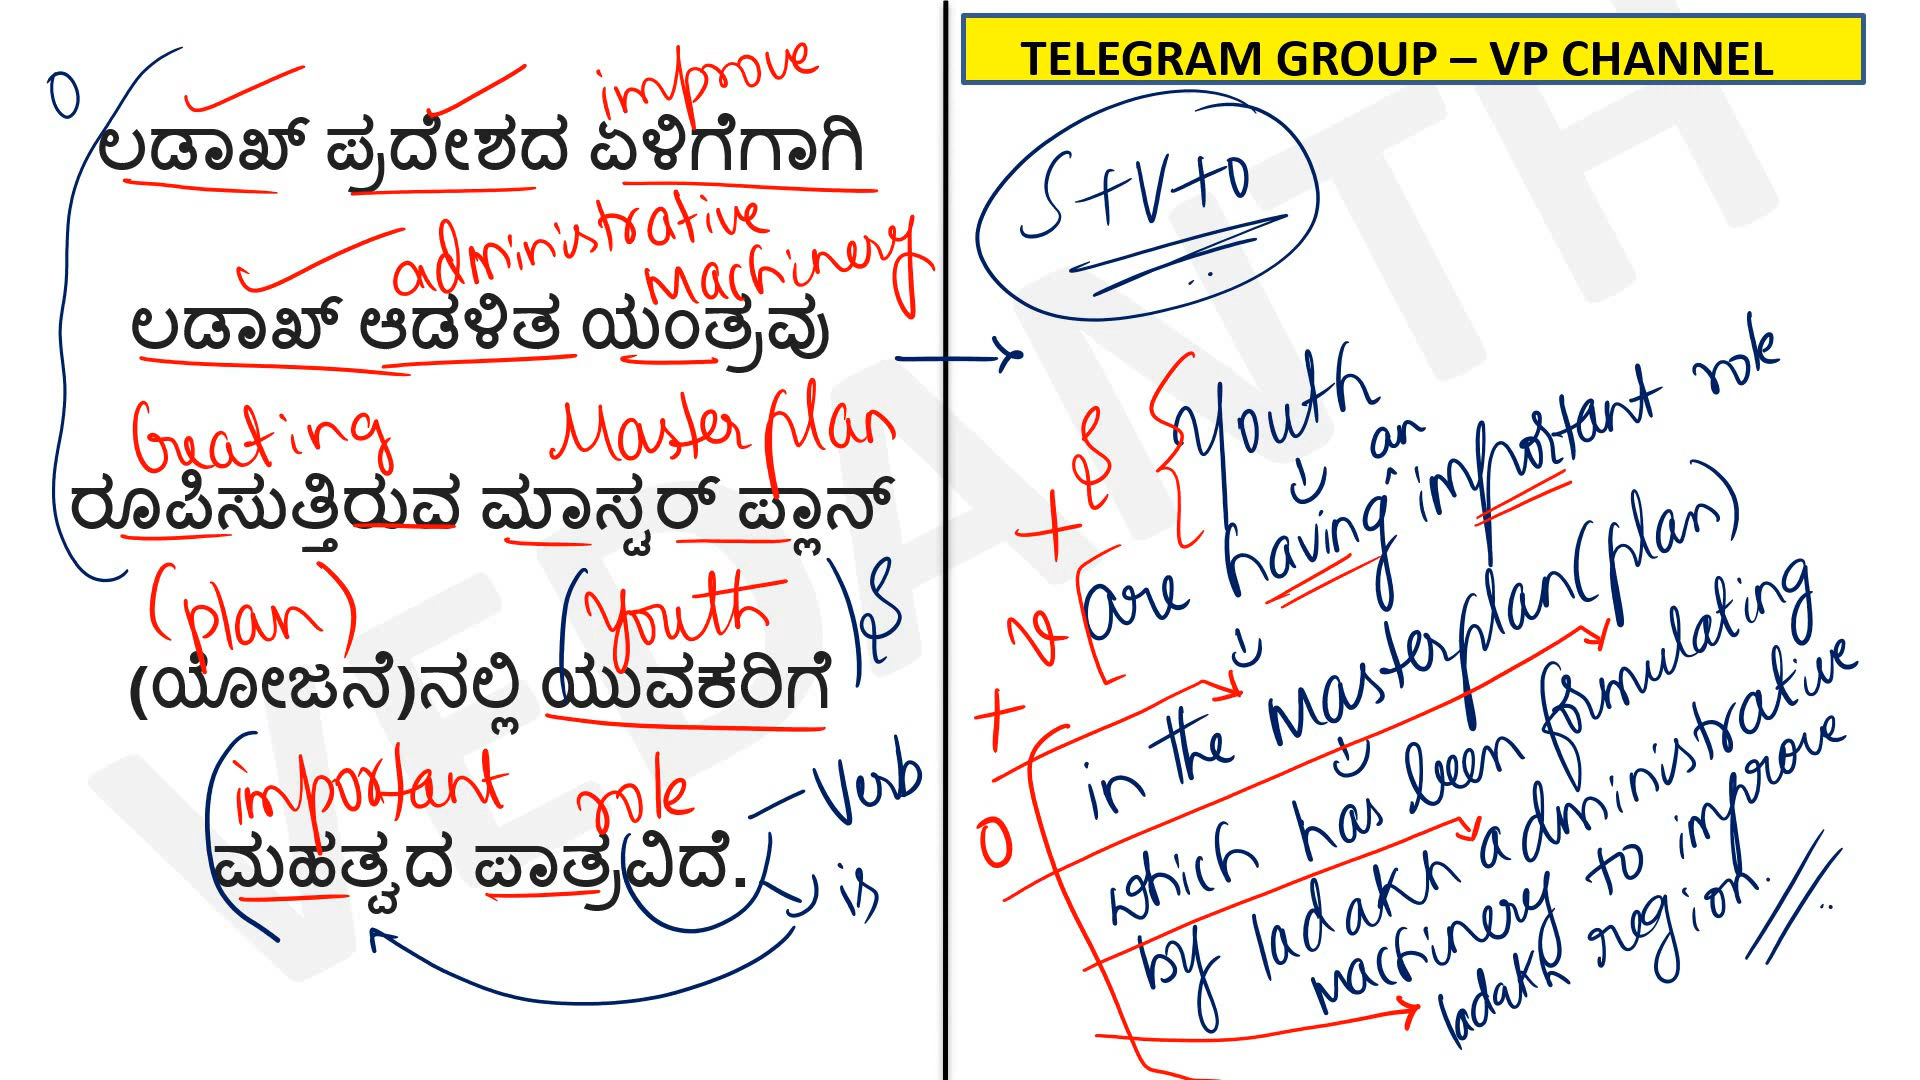 TELEGRAM GROUP – VP CHANNEL
O
improve
ಲಡಾಖ್ ಪ್ರದೇಶದ ಏಳಿಗೆಗಾಗಿ
administrative
Machinery
ಲಡಾಖ್ ಆಡಳಿತ ಯಂತ್ರವು
Creating Master plan
ರೂಪಿಸುತ್ತಿರುವ ಮಾಸ್ಟರ್ ಪ್ಲಾನ್
(plan) (Youth) S
(ಯೋಜನೆ)ನಲ್ಲಿ ಯುವಕರಿಗೆ
important role – Verb
ಮಹತ್ವದ ಪಾತ್ರವಿದೆ. is
S+V+O
S { Youth
+
an
V [ are having important role
+
O
in the Masterplan (plan)
which has been formulating
by ladakh administrative
Machinery to improve
ladakh region.
VEDANTH